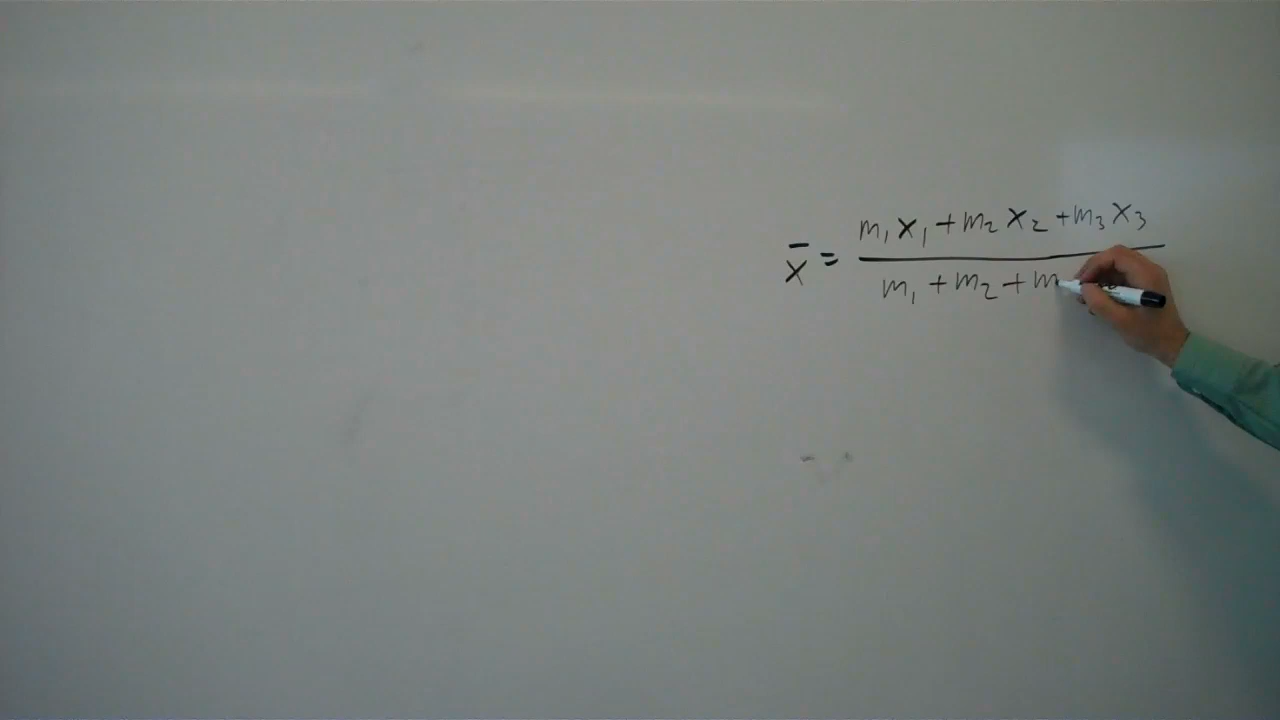 x̄ = (m₁x₁ + m₂x₂ + m₃x₃) / (m₁ + m₂ + m